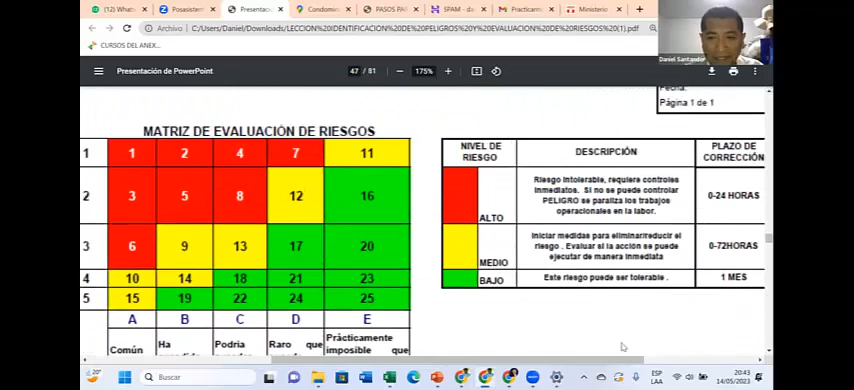 (12) Whats
Posasistem
Presentac
Condomi
PASOS PAR
SPAM - da
Practicarm
Ministerio
Archivo
C:/Users/Daniel/Downloads/LECCION%20IDENTIFICACION%20DE%20PELIGROS%20Y%20EVALUACION%20DE%20RIESGOS%20(1).pdf
CURSOS DEL ANEX...
Daniel Santander
Presentación de PowerPoint
47 / 81
175%
Fecha:
Página 1 de 1
MATRIZ DE EVALUACIÓN DE RIESGOS
1 1 2 4 7 11
2 3 5 8 12 16
3 6 9 13 17 20
4 10 14 18 21 23
5 15 19 22 24 25
A B C D E
Común
Ha
Podría
Raro que
Prácticamente
imposible que
NIVEL DE
RIESGO
DESCRIPCIÓN
PLAZO DE
CORRECCIÓN
ALTO
Riesgo intolerable, requiere controles
inmediatos. Si no se puede controlar
PELIGRO se paraliza los trabajos
operacionales en la labor.
0-24 HORAS
MEDIO
Iniciar medidas para eliminar/reducir el
riesgo . Evaluar si la acción se puede
ejecutar de manera inmediata
0-72HORAS
BAJO
Este riesgo puede ser tolerable .
1 MES
20°
Buscar
ESP
LAA
20:43
14/05/2023